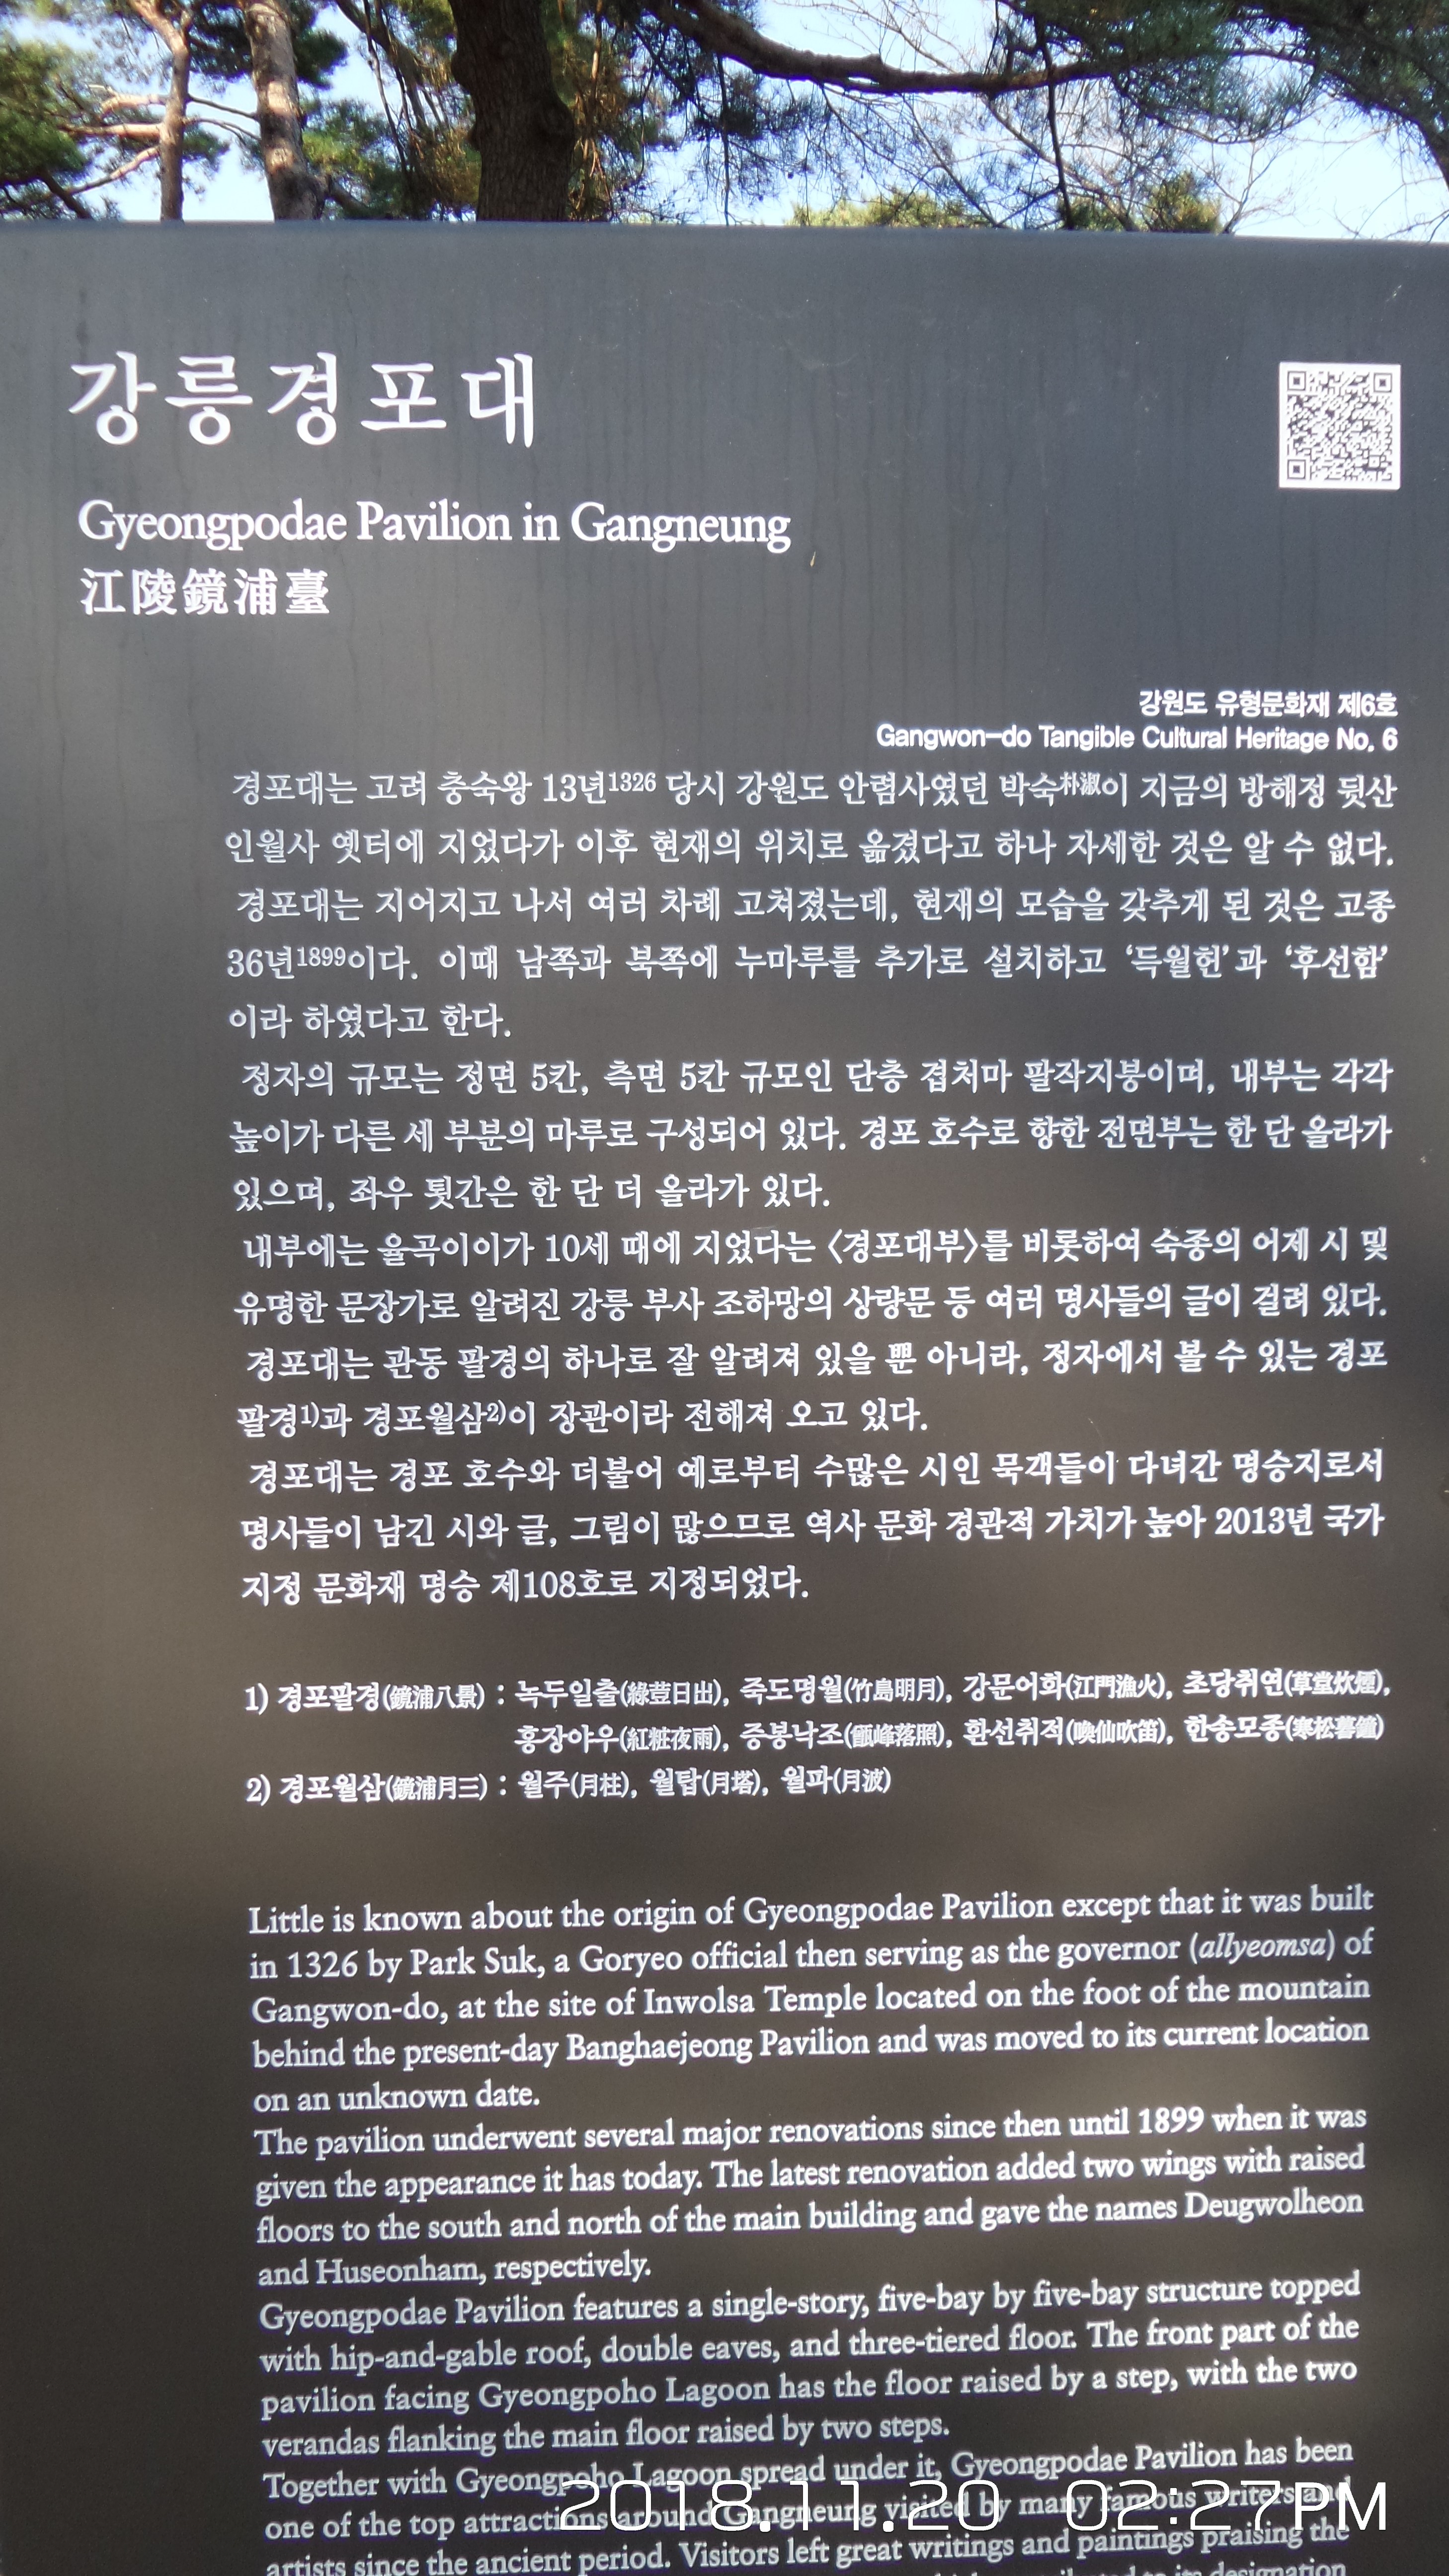 강릉경포대
Gyeongpodae Pavilion in Gangneung
江陵鏡浦臺
강원도 유형문화재 제6호
Gangwon-do Tangible Cultural Heritage No. 6
경포대는 고려 충숙왕 13년1326 당시 강원도 안렴사였던 박숙朴淑이 지금의 방해정 뒷산
인월사 옛터에 지었다가 이후 현재의 위치로 옮겼다고 하나 자세한 것은 알 수 없다.
경포대는 지어지고 나서 여러 차례 고쳐졌는데, 현재의 모습을 갖추게 된 것은 고종
36년1899이다. 이때 남쪽과 북쪽에 누마루를 추가로 설치하고 ‘득월헌’과 ‘후선함’
이라 하였다고 한다.
정자의 규모는 정면 5칸, 측면 5칸 규모인 단층 겹처마 팔작지붕이며, 내부는 각각
높이가 다른 세 부분의 마루로 구성되어 있다. 경포 호수로 향한 전면부는 한 단 올라가
있으며, 좌우 툇간은 한 단 더 올라가 있다.
내부에는 율곡이이가 10세 때에 지었다는 〈경포대부〉를 비롯하여 숙종의 어제 시 및
유명한 문장가로 알려진 강릉 부사 조하망의 상량문 등 여러 명사들의 글이 걸려 있다.
경포대는 관동 팔경의 하나로 잘 알려져 있을 뿐 아니라, 정자에서 볼 수 있는 경포
팔경1)과 경포월삼2)이 장관이라 전해져 오고 있다.
경포대는 경포 호수와 더불어 예로부터 수많은 시인 묵객들이 다녀간 명승지로서
명사들이 남긴 시와 글, 그림이 많으므로 역사 문화 경관적 가치가 높아 2013년 국가
지정 문화재 명승 제108호로 지정되었다.
1) 경포팔경(鏡浦八景) : 녹두일출(綠荳日出), 죽도명월(竹島明月), 강문어화(江門漁火), 초당취연(草堂炊煙),
홍장야우(紅粧夜雨), 증봉낙조(甑峰落照), 환선취적(喚仙吹笛), 한송모종(寒松暮鐘)
2) 경포월삼(鏡浦月三) : 월주(月柱), 월탑(月塔), 월파(月波)
Little is known about the origin of Gyeongpodae Pavilion except that it was built
in 1326 by Park Suk, a Goryeo official then serving as the governor (allyeomsa) of
Gangwon-do, at the site of Inwolsa Temple located on the foot of the mountain
behind the present-day Banghaejeong Pavilion and was moved to its current location
on an unknown date.
The pavilion underwent several major renovations since then until 1899 when it was
given the appearance it has today. The latest renovation added two wings with raised
floors to the south and north of the main building and gave the names Deugwolheon
and Huseonham, respectively.
Gyeongpodae Pavilion features a single-story, five-bay by five-bay structure topped
with hip-and-gable roof, double eaves, and three-tiered floor. The front part of the
pavilion facing Gyeongpoho Lagoon has the floor raised by a step, with the two
verandas flanking the main floor raised by two steps.
Together with Gyeongpoho Lagoon spread under it, Gyeongpodae Pavilion has been
one of the top attractions around Gangneung visited by many famous writers and
artists since the ancient period. Visitors left great writings and paintings praising the
its designation
2018.11.20 02:27PM